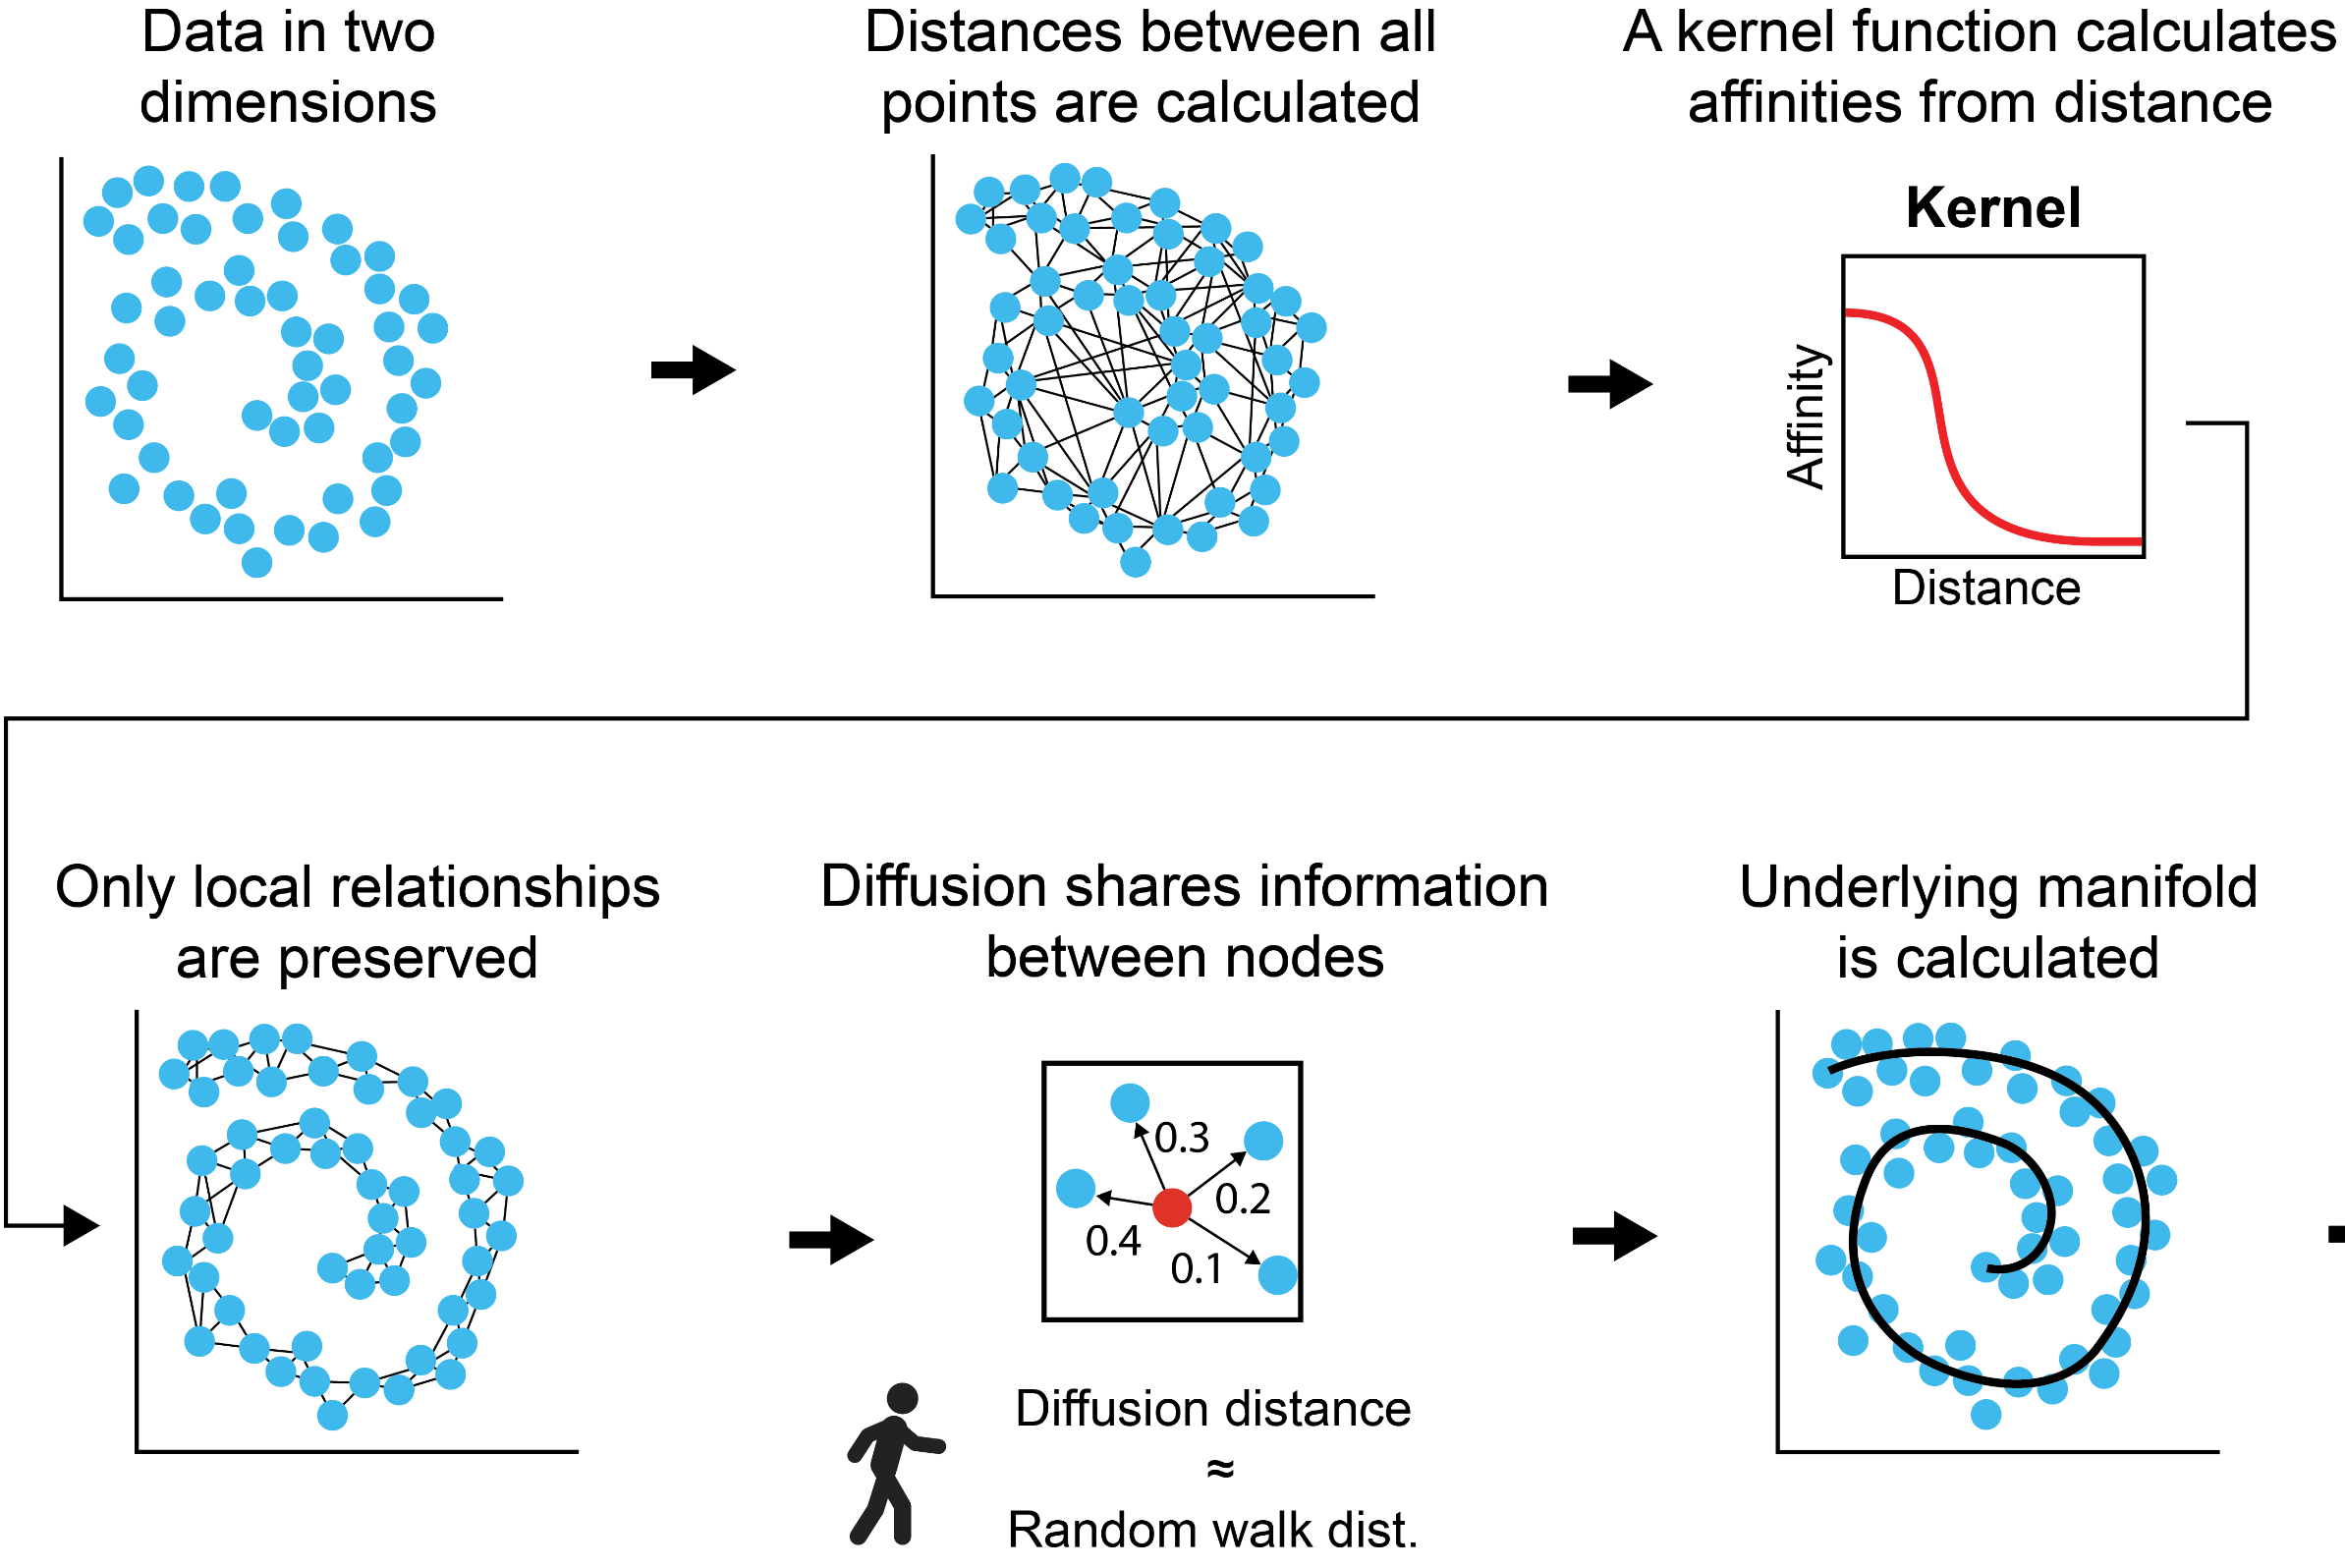 Data in two
dimensions
Distances between all
points are calculated
A kernel function calculates
affinities from distance
Kernel
Affinity
Distance
Only local relationships
are preserved
Diffusion shares information
between nodes
0.3
0.2
0.4
0.1
Diffusion distance
≈
Random walk dist.
Underlying manifold
is calculated